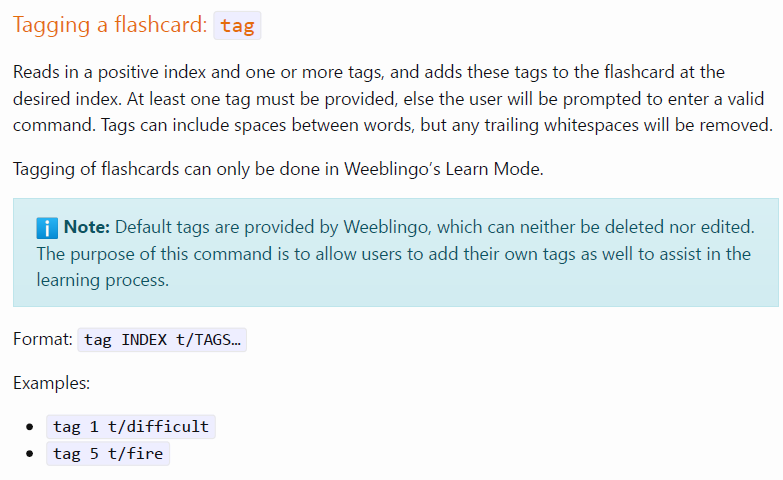 Tagging a flashcard: tag
Reads in a positive index and one or more tags, and adds these tags to the flashcard at the
desired index. At least one tag must be provided, else the user will be prompted to enter a valid
command. Tags can include spaces between words, but any trailing whitespaces will be removed.
Tagging of flashcards can only be done in Weeblingo’s Learn Mode.
ℹ️ Note: Default tags are provided by Weeblingo, which can neither be deleted nor edited.
The purpose of this command is to allow users to add their own tags as well to assist in the
learning process.
Format: tag INDEX t/TAGS…
Examples:
• tag 1 t/difficult
• tag 5 t/fire